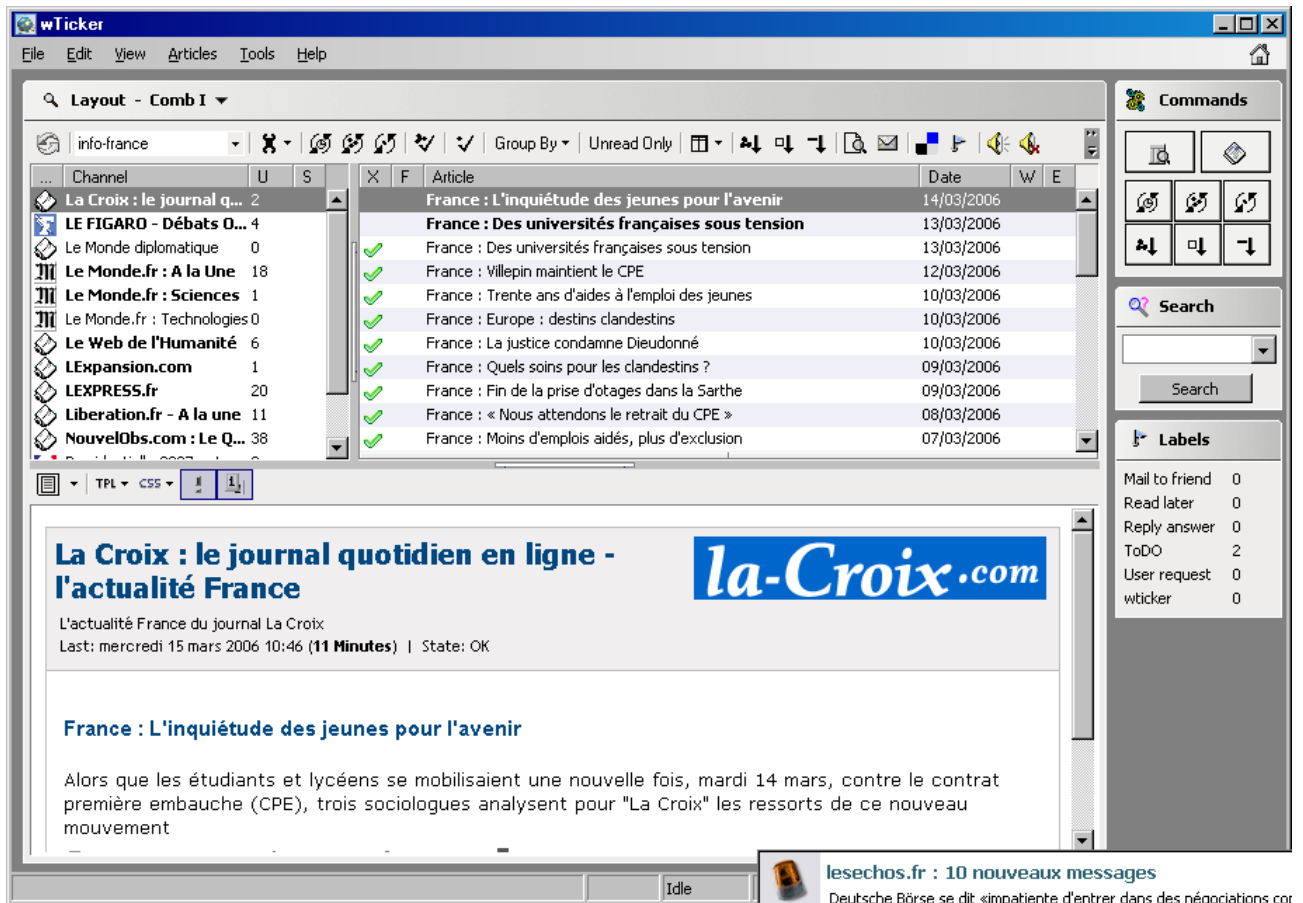 wTicker
File Edit View Articles Tools Help
Layout - Comb I
info-france Group By Unread Only
... Channel U S
La Croix : le journal q... 2
LE FIGARO - Débats O... 4
Le Monde diplomatique 0
Le Monde.fr : A la Une 18
Le Monde.fr : Sciences 1
Le Monde.fr : Technologies 0
Le Web de l'Humanité 6
LExpansion.com 1
LEXPRESS.fr 20
Liberation.fr - A la une 11
NouvelObs.com : Le Q... 38
X F Article Date W E
France : L'inquiétude des jeunes pour l'avenir 14/03/2006
France : Des universités françaises sous tension 13/03/2006
France : Des universités françaises sous tension 13/03/2006
France : Villepin maintient le CPE 12/03/2006
France : Trente ans d'aides à l'emploi des jeunes 10/03/2006
France : Europe : destins clandestins 10/03/2006
France : La justice condamne Dieudonné 10/03/2006
France : Quels soins pour les clandestins ? 09/03/2006
France : Fin de la prise d'otages dans la Sarthe 09/03/2006
France : « Nous attendons le retrait du CPE » 08/03/2006
France : Moins d'emplois aidés, plus d'exclusion 07/03/2006
TPL CSS
La Croix : le journal quotidien en ligne -
l'actualité France
la-Croix.com
L'actualité France du journal La Croix
Last: mercredi 15 mars 2006 10:46 (11 Minutes) | State: OK
France : L'inquiétude des jeunes pour l'avenir
Alors que les étudiants et lycéens se mobilisaient une nouvelle fois, mardi 14 mars, contre le contrat
première embauche (CPE), trois sociologues analysent pour "La Croix" les ressorts de ce nouveau
mouvement
Commands
Search
Search
Labels
Mail to friend 0
Read later 0
Reply answer 0
ToDO 2
User request 0
wticker 0
Idle
lesechos.fr : 10 nouveaux messages
Deutsche Börse se dit «impatiente d'entrer dans des négociations